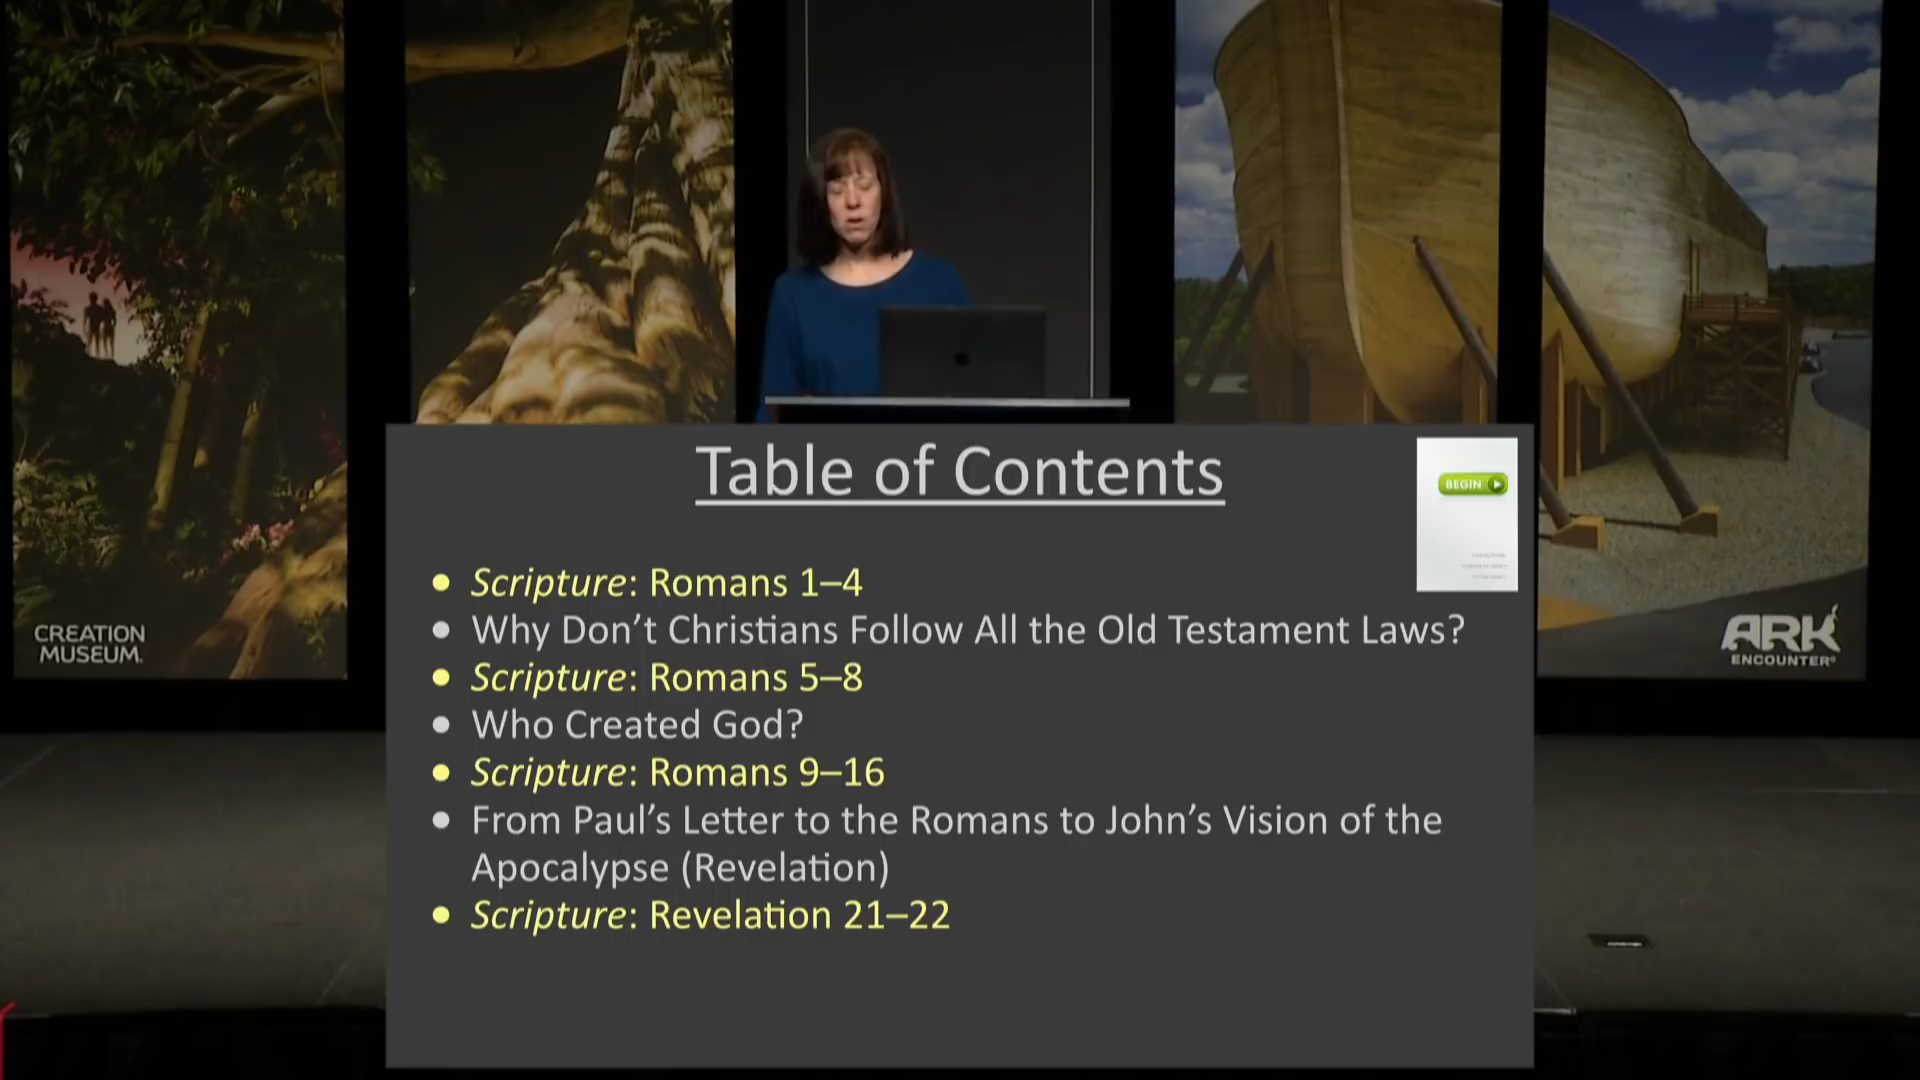 Table of Contents
BEGIN
• Scripture: Romans 1–4
• Why Don’t Christians Follow All the Old Testament Laws?
• Scripture: Romans 5–8
• Who Created God?
• Scripture: Romans 9–16
• From Paul’s Letter to the Romans to John’s Vision of the
Apocalypse (Revelation)
• Scripture: Revelation 21–22
CREATION
MUSEUM.
ARK
ENCOUNTER®